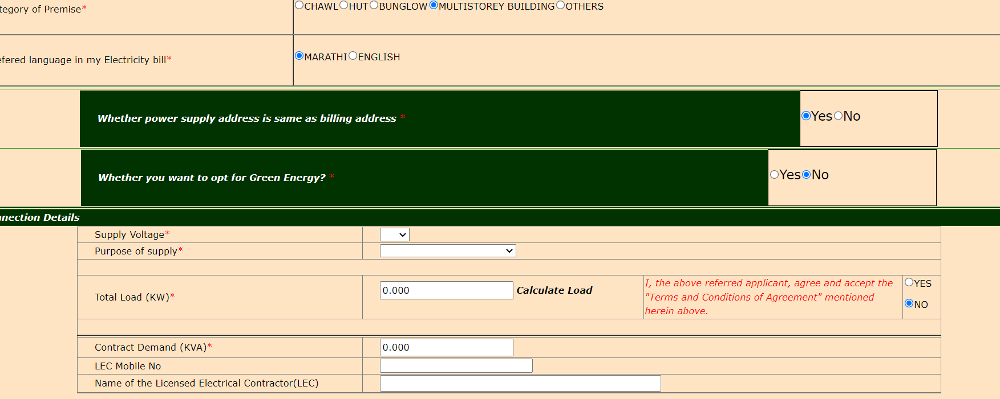 tegory of Premise*
CHAWL HUT BUNGLOW MULTISTOREY BUILDING OTHERS
efered language in my Electricity bill*
MARATHI ENGLISH
Whether power supply address is same as billing address *
Yes No
Whether you want to opt for Green Energy? *
Yes No
nnection Details
Supply Voltage*
Purpose of supply*
Total Load (KW)*
0.000 Calculate Load
I, the above referred applicant, agree and accept the
"Terms and Conditions of Agreement" mentioned
herein above.
YES
NO
Contract Demand (KVA)*
0.000
LEC Mobile No
Name of the Licensed Electrical Contractor(LEC)